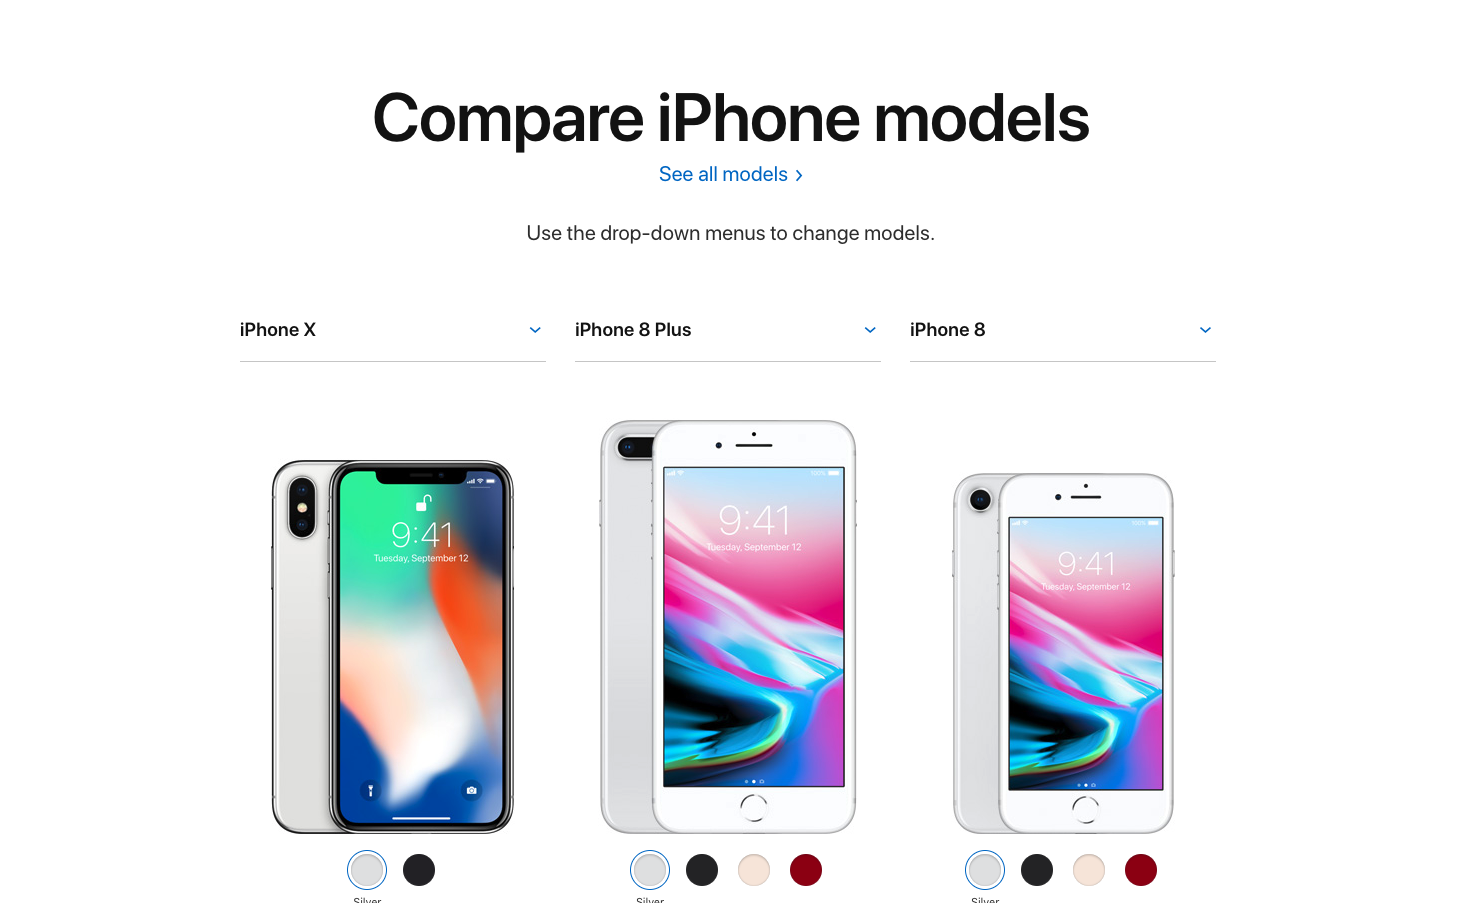 Compare iPhone models
See all models >
Use the drop-down menus to change models.
iPhone X
iPhone 8 Plus
iPhone 8
9:41
Tuesday, September 12
100%
9:41
Tuesday, September 12
100%
9:41
Tuesday, September 12
Silver
Silver
Silver